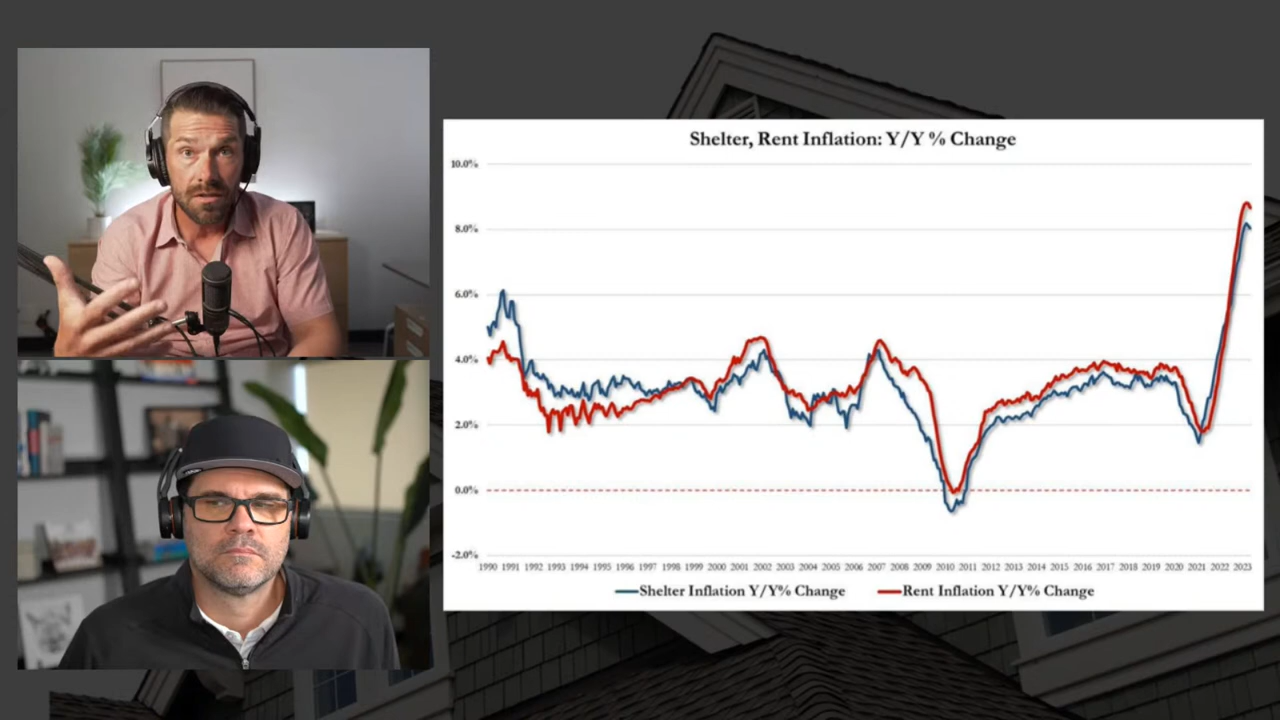 Shelter, Rent Inflation: Y/Y % Change
10.0%
8.0%
6.0%
4.0%
2.0%
0.0%
-2.0%
1990 1991 1992 1993 1994 1995 1996 1997 1998 1999 2000 2001 2002 2003 2004 2005 2006 2007 2008 2009 2010 2011 2012 2013 2014 2015 2016 2017 2018 2019 2020 2021 2022 2023
Shelter Inflation Y/Y% Change Rent Inflation Y/Y% Change